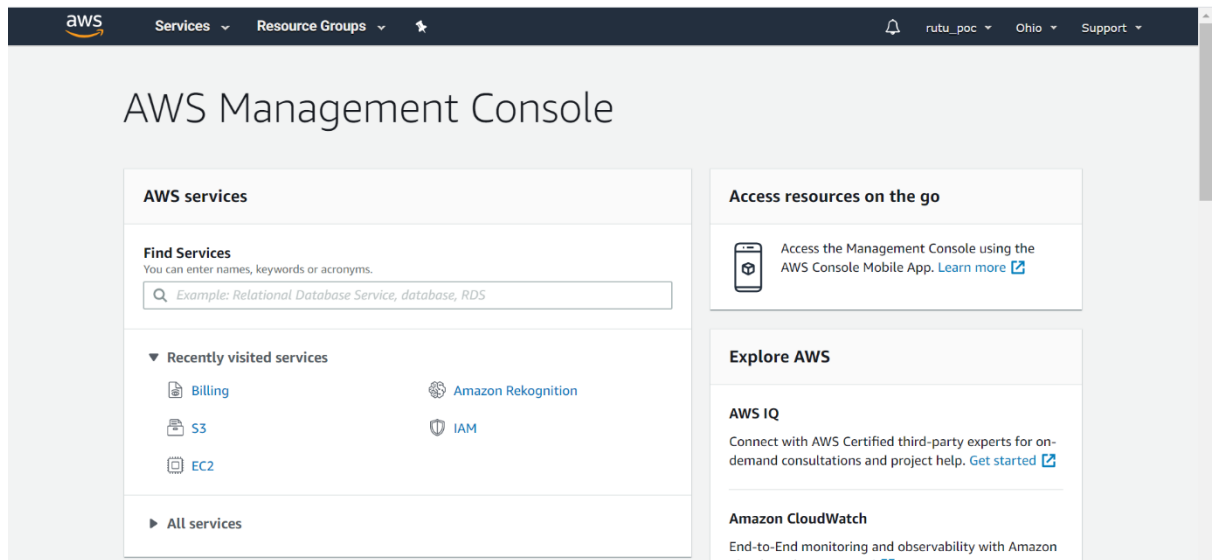 aws Services Resource Groups rutu_poc Ohio Support
AWS Management Console
AWS services
Find Services
You can enter names, keywords or acronyms.
Example: Relational Database Service, database, RDS
Recently visited services
Billing
Amazon Rekognition
S3
IAM
EC2
All services
Access resources on the go
Access the Management Console using the
AWS Console Mobile App. Learn more
Explore AWS
AWS IQ
Connect with AWS Certified third-party experts for on-
demand consultations and project help. Get started
Amazon CloudWatch
End-to-End monitoring and observability with Amazon